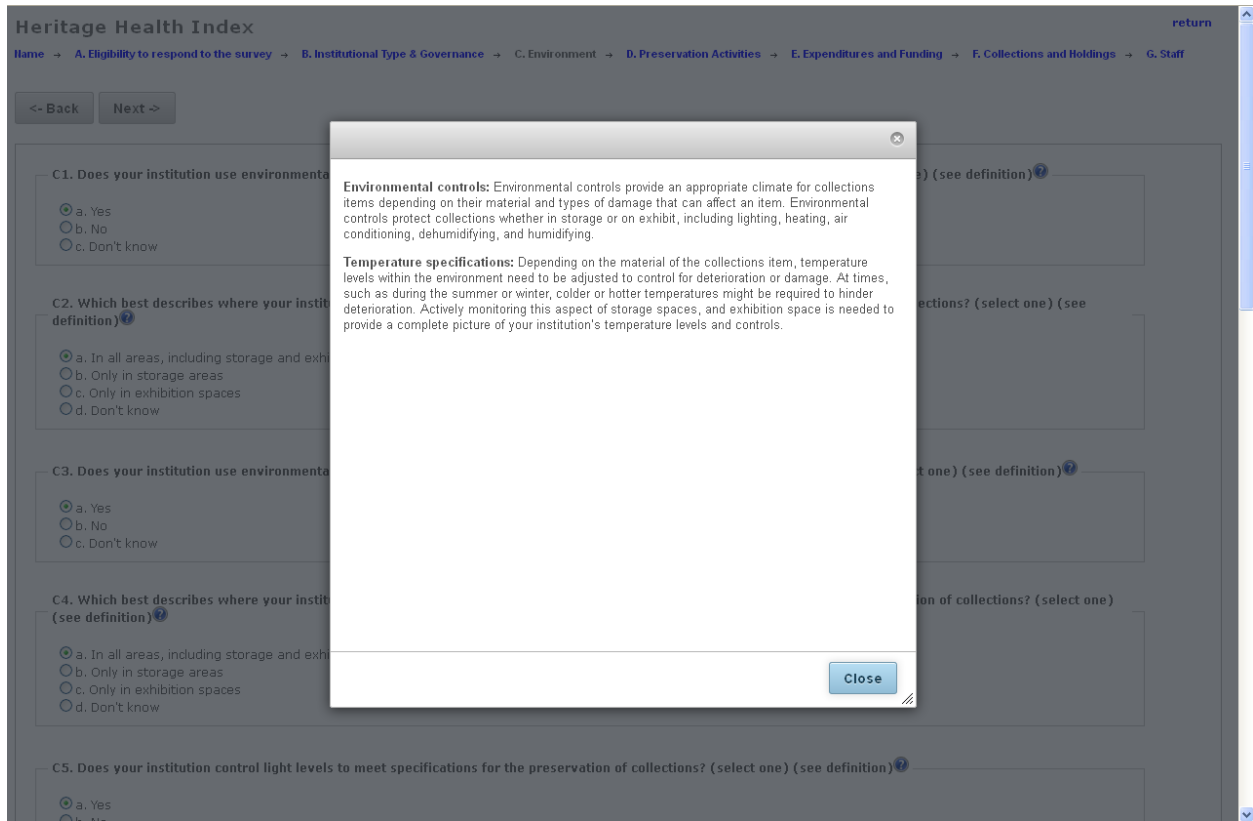 Heritage Health Index
return
Name → A. Eligibility to respond to the survey → B. Institutional Type & Governance → C. Environment → D. Preservation Activities → E. Expenditures and Funding → F. Collections and Holdings → G. Staff
<- Back Next ->
C1. Does your institution use environmenta
) (see definition)
a. Yes
b. No
c. Don't know
C2. Which best describes where your instit
ections? (select one) (see
definition)
a. In all areas, including storage and exhi
b. Only in storage areas
c. Only in exhibition spaces
d. Don't know
C3. Does your institution use environmenta
t one) (see definition)
a. Yes
b. No
c. Don't know
C4. Which best describes where your instit
ion of collections? (select one)
(see definition)
a. In all areas, including storage and exhi
b. Only in storage areas
c. Only in exhibition spaces
d. Don't know
C5. Does your institution control light levels to meet specifications for the preservation of collections? (select one) (see definition)
a. Yes
Environmental controls: Environmental controls provide an appropriate climate for collections
items depending on their material and types of damage that can affect an item. Environmental
controls protect collections whether in storage or on exhibit, including lighting, heating, air
conditioning, dehumidifying, and humidifying.
Temperature specifications: Depending on the material of the collections item, temperature
levels within the environment need to be adjusted to control for deterioration or damage. At times,
such as during the summer or winter, colder or hotter temperatures might be required to hinder
deterioration. Actively monitoring this aspect of storage spaces, and exhibition space is needed to
provide a complete picture of your institution's temperature levels and controls.
Close